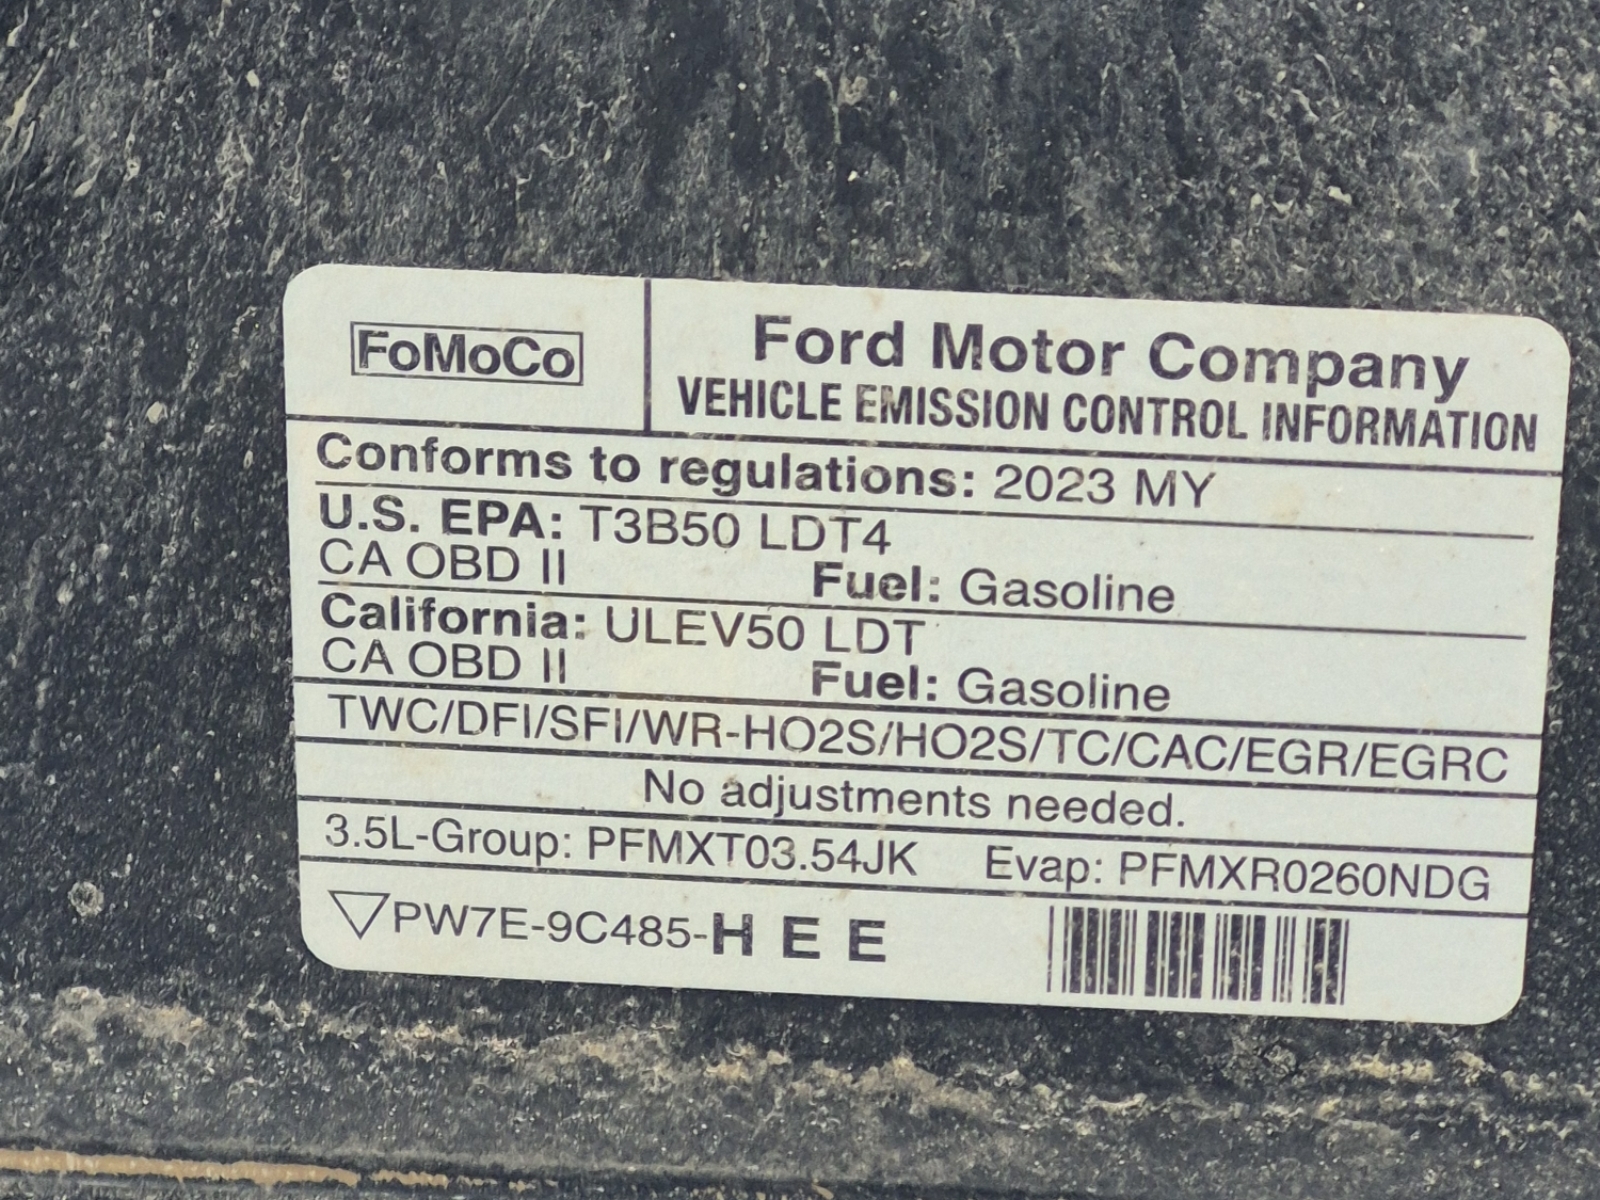 FoMoCo
Ford Motor Company
VEHICLE EMISSION CONTROL INFORMATION
Conforms to regulations: 2023 MY
U.S. EPA: T3B50 LDT4
CA OBD II Fuel: Gasoline
California: ULEV50 LDT
CA OBD II Fuel: Gasoline
TWC/DFI/SFI/WR-HO2S/HO2S/TC/CAC/EGR/EGRC
No adjustments needed.
3.5L-Group: PFMXT03.54JK Evap: PFMXR0260NDG
PW7E-9C485-H E E